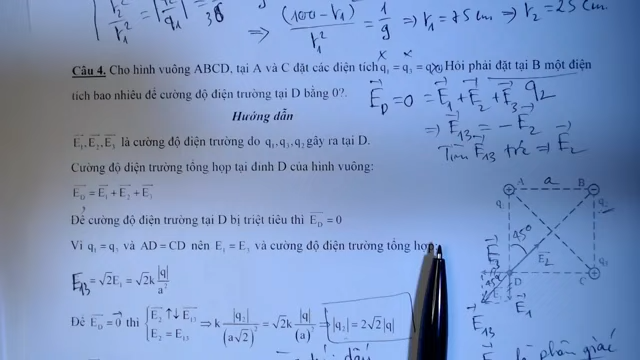 (100 - r₁) / r₁² = 1/9 ⇒ r₁ = 75 cm ⇒ r₂ = 25 cm.
Câu 4. Cho hình vuông ABCD, tại A và C đặt các điện tích q₁ = q₃ = q. Hỏi phải đặt tại B một điện
tích bao nhiêu để cường độ điện trường tại D bằng 0?.
E⃗_D = 0 = E⃗₁ + E⃗₂ + E⃗₃
q₂
Hướng dẫn
⇒ E⃗₁₃ = -E⃗₂
E⃗₁, E⃗₂, E⃗₃ là cường độ điện trường do q₁, q₂, q₃ gây ra tại D.
Tìm E⃗₁₃ trc ⇒ E⃗₂
Cường độ điện trường tổng hợp tại đỉnh D của hình vuông:
E⃗_D = E⃗₁ + E⃗₂ + E⃗₃
Để cường độ điện trường tại D bị triệt tiêu thì E⃗_D = 0
Vì q₁ = q₃ và AD = CD nên E₁ = E₃ và cường độ điện trường tổng hợp
E₁₃ = √2E₁ = √2k |q|/a²
Để E⃗_D = 0⃗ thì { E⃗₂ ↑↓ E⃗₁₃ ; E₂ = E₁₃ ⇒ k |q₂|/(a√2)² = √2k |q|/(a)² ⇒ |q₂| = 2√2|q|
A a B
q₂
45°
E⃗₃ E⃗₂
D C
E⃗₁
E⃗₁₃
phân giác